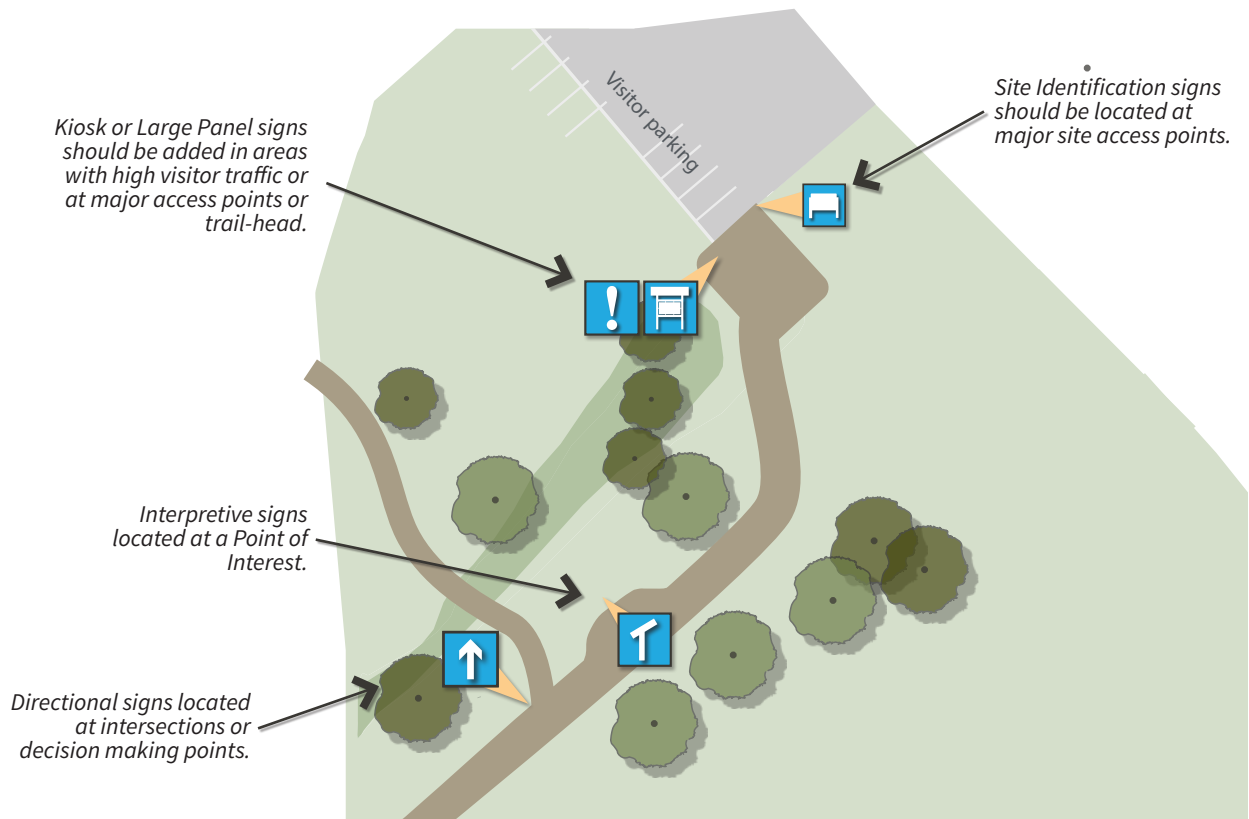 Visitor parking
Site Identification signs
should be located at
major site access points.
Kiosk or Large Panel signs
should be added in areas
with high visitor traffic or
at major access points or
trail-head.
Interpretive signs
located at a Point of
Interest.
Directional signs located
at intersections or
decision making points.